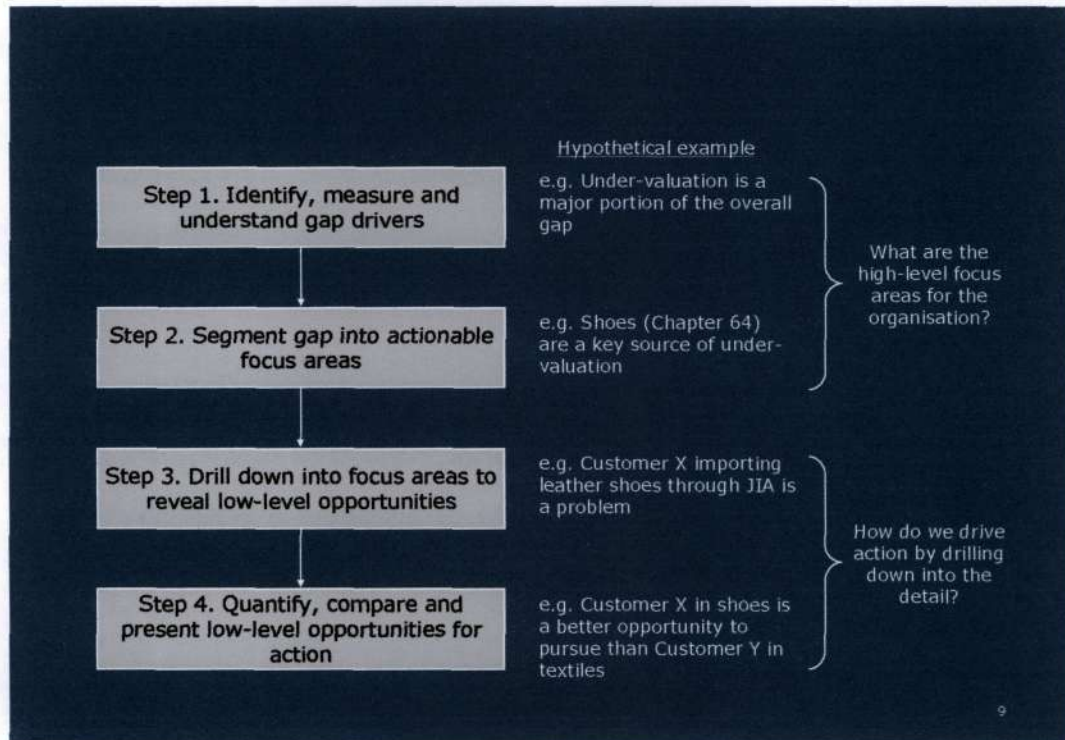 Hypothetical example
Step 1. Identify, measure and
understand gap drivers
e.g. Under-valuation is a
major portion of the overall
gap
What are the
high-level focus
areas for the
organisation?
Step 2. Segment gap into actionable
focus areas
e.g. Shoes (Chapter 64)
are a key source of under-
valuation
Step 3. Drill down into focus areas to
reveal low-level opportunities
e.g. Customer X importing
leather shoes through JIA is
a problem
How do we drive
action by drilling
down into the
detail?
Step 4. Quantify, compare and
present low-level opportunities for
action
e.g. Customer X in shoes is
a better opportunity to
pursue than Customer Y in
textiles
9